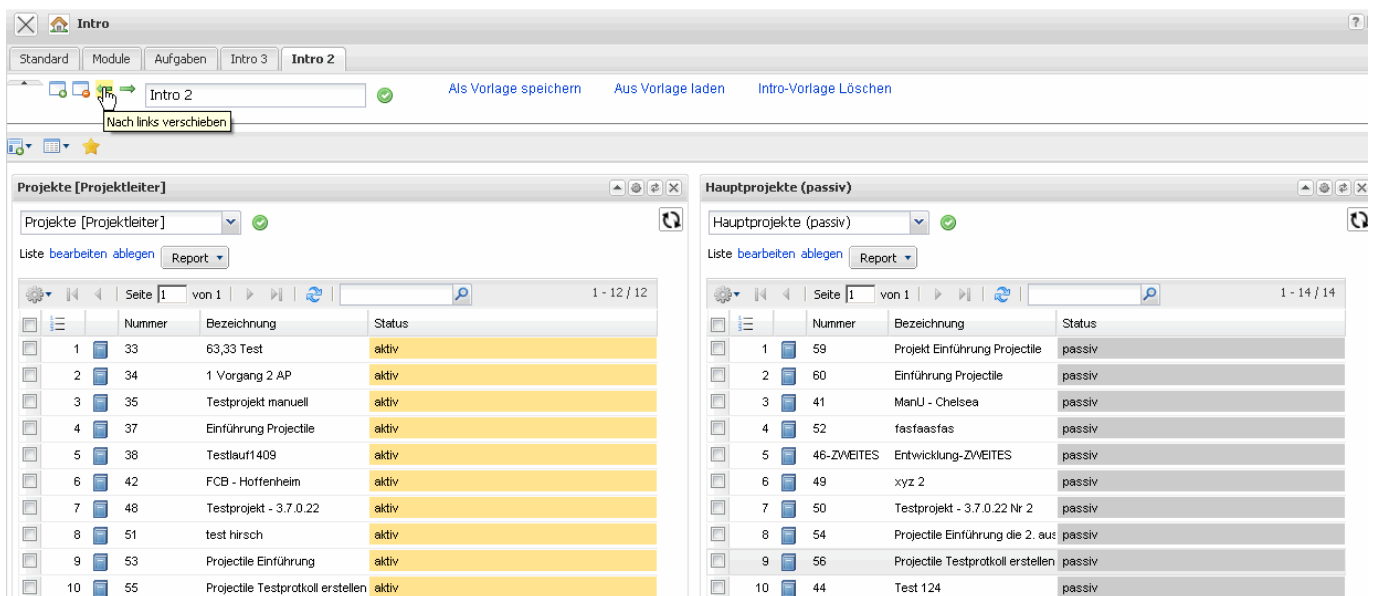 Intro
?
Standard Module Aufgaben Intro 3 Intro 2
Intro 2 Als Vorlage speichern Aus Vorlage laden Intro-Vorlage Löschen
Nach links verschieben
Projekte [Projektleiter]
Projekte [Projektleiter]
Liste bearbeiten ablegen Report
Seite 1 von 1 1 - 12 / 12
Nummer Bezeichnung Status
1 33 63,33 Test aktiv
2 34 1 Vorgang 2 AP aktiv
3 35 Testprojekt manuell aktiv
4 37 Einführung Projectile aktiv
5 38 Testlauf1409 aktiv
6 42 FCB - Hoffenheim aktiv
7 48 Testprojekt - 3.7.0.22 aktiv
8 51 test hirsch aktiv
9 53 Projectile Einführung aktiv
10 55 Projectile Testprotkoll erstellen aktiv
Hauptprojekte (passiv)
Hauptprojekte (passiv)
Liste bearbeiten ablegen Report
Seite 1 von 1 1 - 14 / 14
Nummer Bezeichnung Status
1 59 Projekt Einführung Projectile passiv
2 60 Einführung Projectile passiv
3 41 ManU - Chelsea passiv
4 52 fasfaasfas passiv
5 46-ZWEITES Entwicklung-ZWEITES passiv
6 49 xyz 2 passiv
7 50 Testprojekt - 3.7.0.22 Nr 2 passiv
8 54 Projectile Einführung die 2. aus passiv
9 56 Projectile Testprotkoll erstellen passiv
10 44 Test 124 passiv